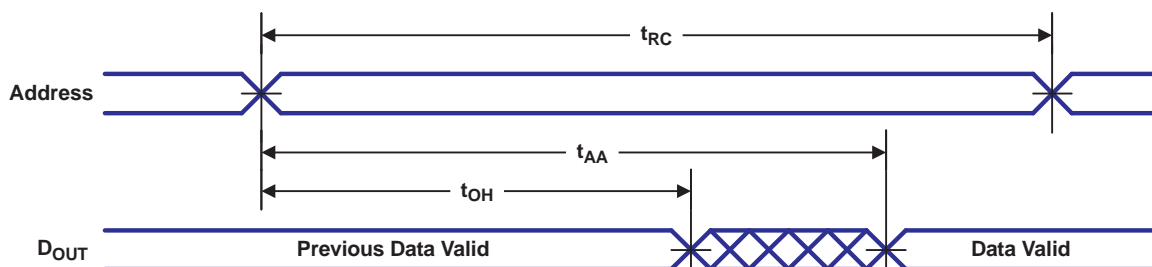 tRC
Address
tAA
tOH
DOUT
Previous Data Valid
Data Valid